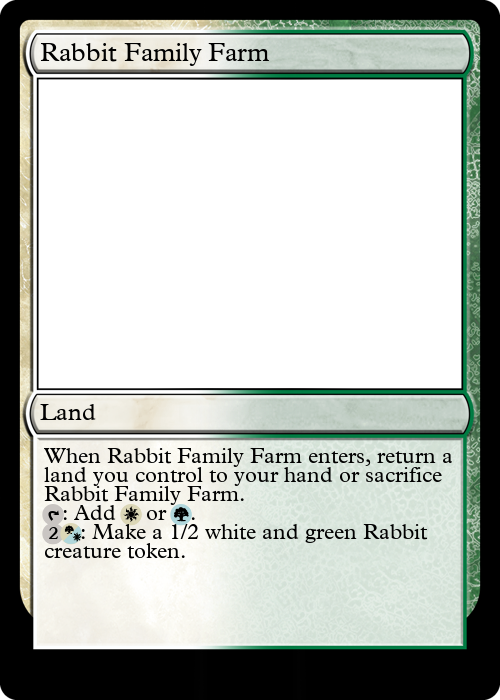 Rabbit Family Farm
Land
When Rabbit Family Farm enters, return a
land you control to your hand or sacrifice
Rabbit Family Farm.
: Add or .
2 : Make a 1/2 white and green Rabbit
creature token.